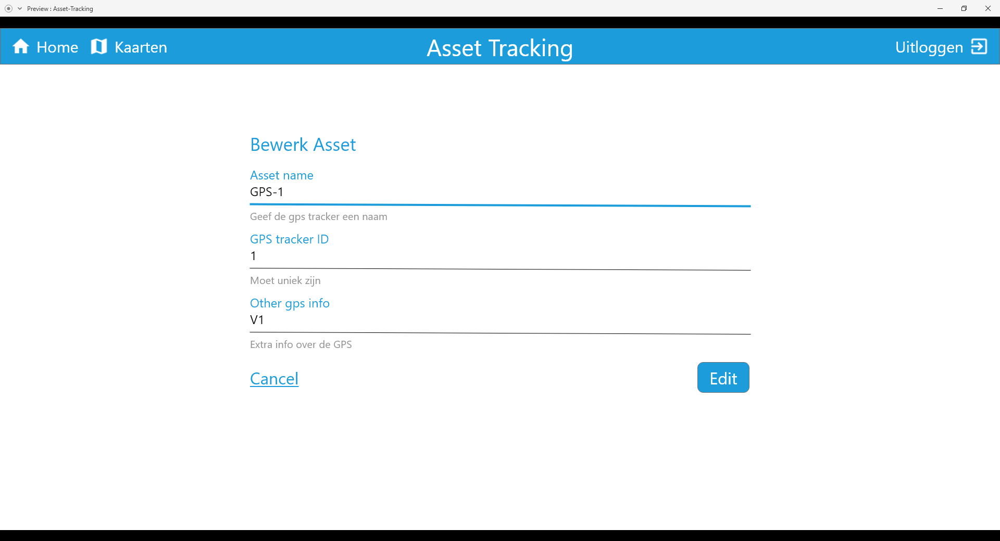 Preview : Asset-Tracking
Home Kaarten Asset Tracking Uitloggen
Bewerk Asset
Asset name
GPS-1
Geef de gps tracker een naam
GPS tracker ID
1
Moet uniek zijn
Other gps info
V1
Extra info over de GPS
Cancel Edit